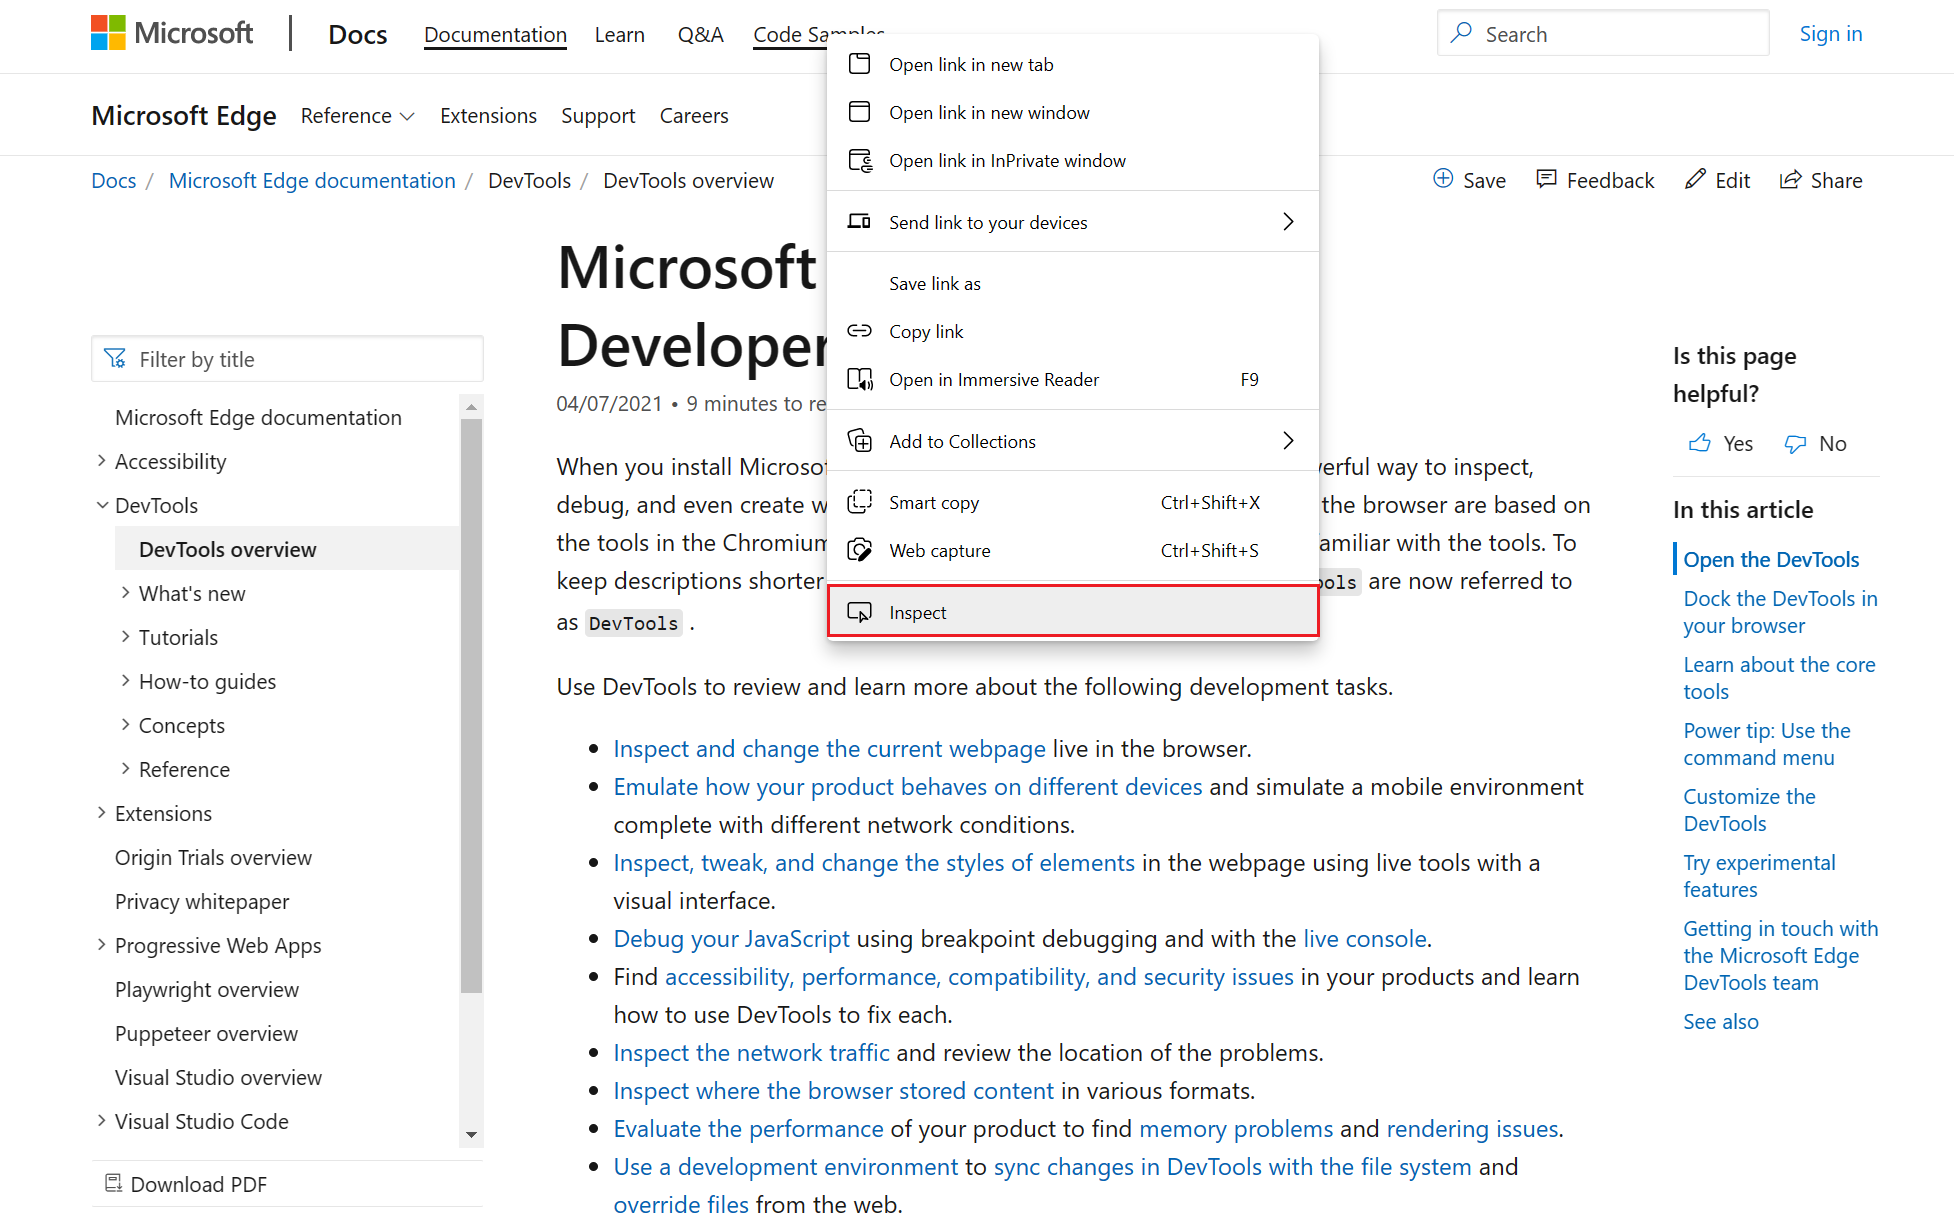 Microsoft Docs Documentation Learn Q&A Code Samples Search Sign in
Microsoft Edge Reference Extensions Support Careers
Docs / Microsoft Edge documentation / DevTools / DevTools overview
Save Feedback Edit Share
Open link in new tab
Open link in new window
Open link in InPrivate window
Send link to your devices
Save link as
Copy link
Open in Immersive Reader F9
Add to Collections
Smart copy Ctrl+Shift+X
Web capture Ctrl+Shift+S
Inspect
Filter by title
Microsoft Edge documentation
Accessibility
DevTools
DevTools overview
What's new
Tutorials
How-to guides
Concepts
Reference
Extensions
Origin Trials overview
Privacy whitepaper
Progressive Web Apps
Playwright overview
Puppeteer overview
Visual Studio overview
Visual Studio Code
Download PDF
Microsoft
Developer
04/07/2021 • 9 minutes to
When you install to inspect,
debug, and even create the browser are based on
the tools in the Chromium with the tools. To
keep descriptions shorter are now referred to
as DevTools .
Use DevTools to review and learn more about the following development tasks.
• Inspect and change the current webpage live in the browser.
• Emulate how your product behaves on different devices and simulate a mobile environment
complete with different network conditions.
• Inspect, tweak, and change the styles of elements in the webpage using live tools with a
visual interface.
• Debug your JavaScript using breakpoint debugging and with the live console.
• Find accessibility, performance, compatibility, and security issues in your products and learn
how to use DevTools to fix each.
• Inspect the network traffic and review the location of the problems.
• Inspect where the browser stored content in various formats.
• Evaluate the performance of your product to find memory problems and rendering issues.
• Use a development environment to sync changes in DevTools with the file system and
override files from the web.
Is this page
helpful?
Yes No
In this article
Open the DevTools
Dock the DevTools in
your browser
Learn about the core
tools
Power tip: Use the
command menu
Customize the
DevTools
Try experimental
features
Getting in touch with
the Microsoft Edge
DevTools team
See also